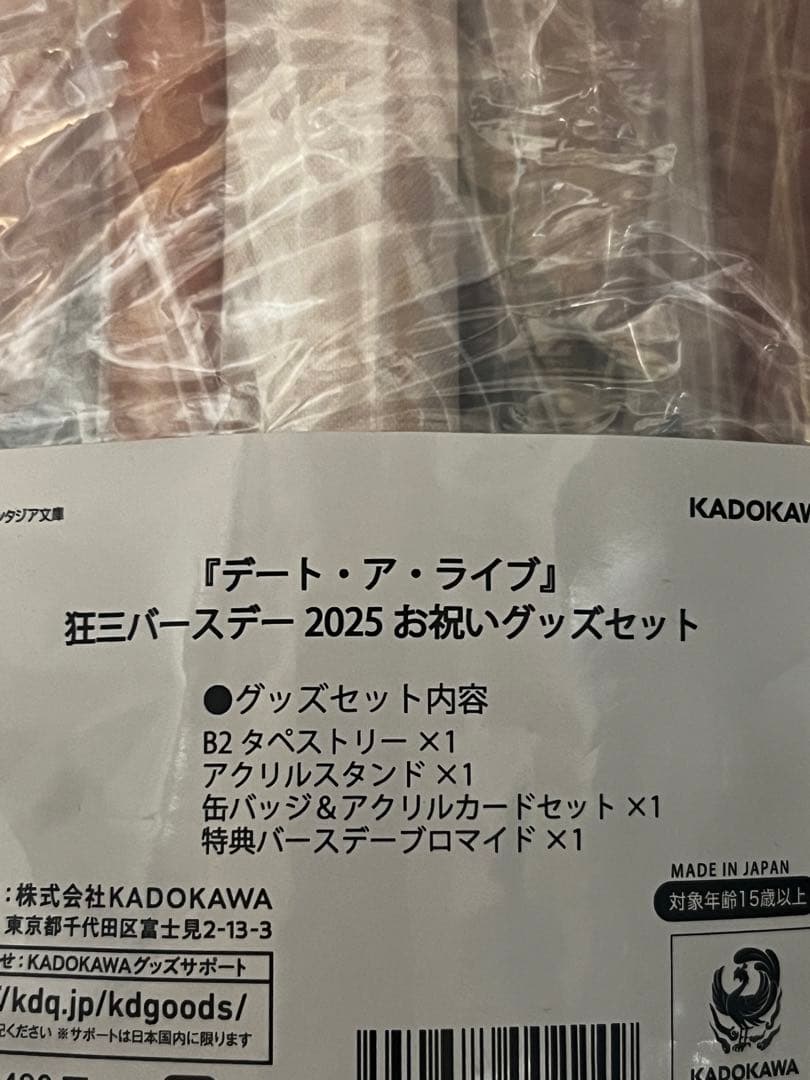 ンタジア文庫
KADOKAW
『デート・ア・ライブ』
狂三バースデー 2025 お祝いグッズセット
●グッズセット内容
B2 タペストリー ×1
アクリルスタンド ×1
缶バッジ＆アクリルカードセット ×1
特典バースデーブロマイド ×1
：株式会社KADOKAWA
東京都千代田区富士見2-13-3
せ：KADOKAWAグッズサポート
/kdq.jp/kdgoods/
ください ※サポートは日本国内に限ります
MADE IN JAPAN
対象年齢15歳以上
KADOKAWA